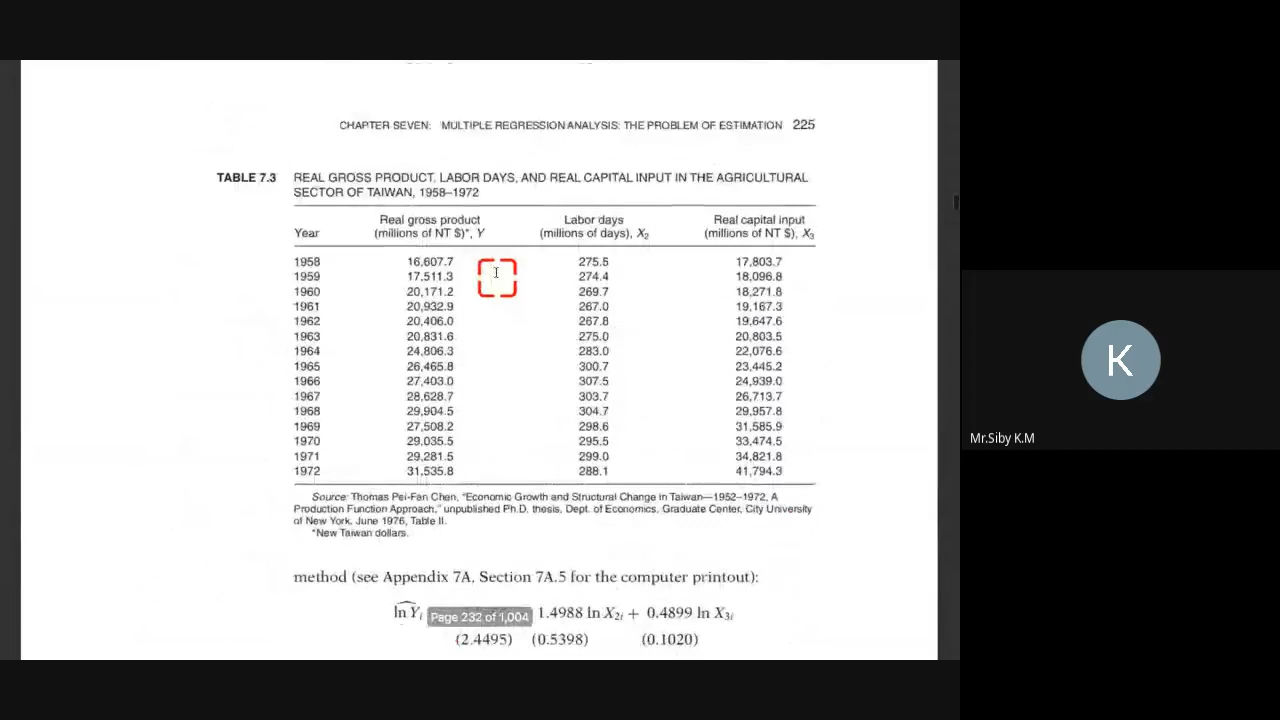 CHAPTER SEVEN: MULTIPLE REGRESSION ANALYSIS: THE PROBLEM OF ESTIMATION 225
TABLE 7.3 REAL GROSS PRODUCT, LABOR DAYS, AND REAL CAPITAL INPUT IN THE AGRICULTURAL
SECTOR OF TAIWAN, 1958–1972
Real gross product Labor days Real capital input
Year (millions of NT $)*, Y (millions of days), X2 (millions of NT $), X3
1958 16,607.7 275.5 17,803.7
1959 17,511.3 274.4 18,096.8
1960 20,171.2 269.7 18,271.8
1961 20,932.9 267.0 19,167.3
1962 20,406.0 267.8 19,647.6
1963 20,831.6 275.0 20,803.5
1964 24,806.3 283.0 22,076.6
1965 26,465.8 300.7 23,445.2
1966 27,403.0 307.5 24,939.0
1967 28,628.7 303.7 26,713.7
1968 29,904.5 304.7 29,957.8
1969 27,508.2 298.6 31,585.9
1970 29,035.5 295.5 33,474.5
1971 29,281.5 299.0 34,821.8
1972 31,535.8 288.1 41,794.3
Source: Thomas Pei-Fan Chen, "Economic Growth and Structural Change in Taiwan—1952–1972, A
Production Function Approach," unpublished Ph.D. thesis, Dept. of Economics, Graduate Center, City University
of New York, June 1976, Table II.
*New Taiwan dollars.
method (see Appendix 7A, Section 7A.5 for the computer printout):
ln Yi 1.4988 ln X2i + 0.4899 ln X3i
Page 232 of 1,004
(2.4495) (0.5398) (0.1020)
K
Mr.Siby K.M